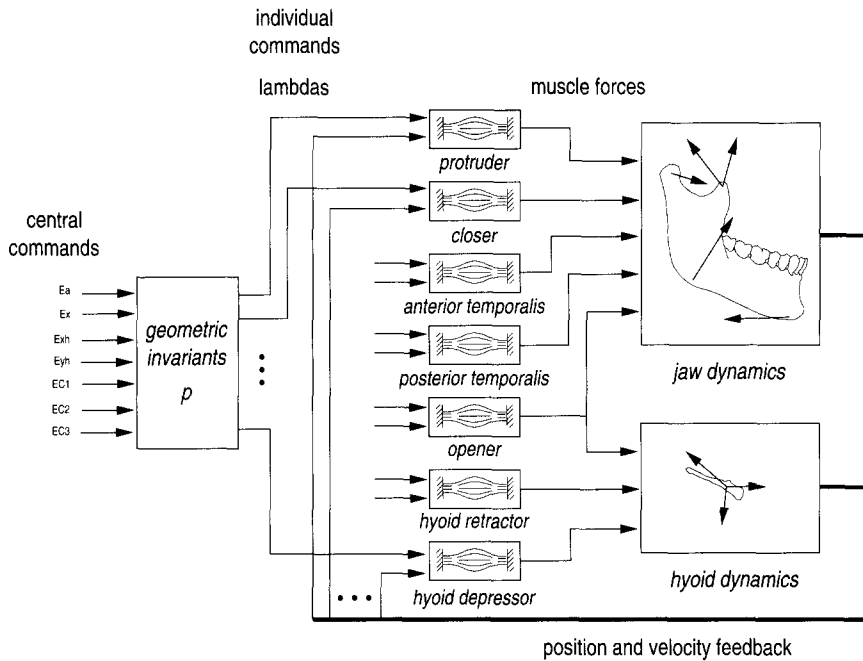 individual
commands
lambdas
muscle forces
central
commands
Ea
Ex
Exh
Eyh
EC1
EC2
EC3
geometric
invariants
p
protruder
closer
anterior temporalis
posterior temporalis
opener
hyoid retractor
hyoid depressor
jaw dynamics
hyoid dynamics
position and velocity feedback